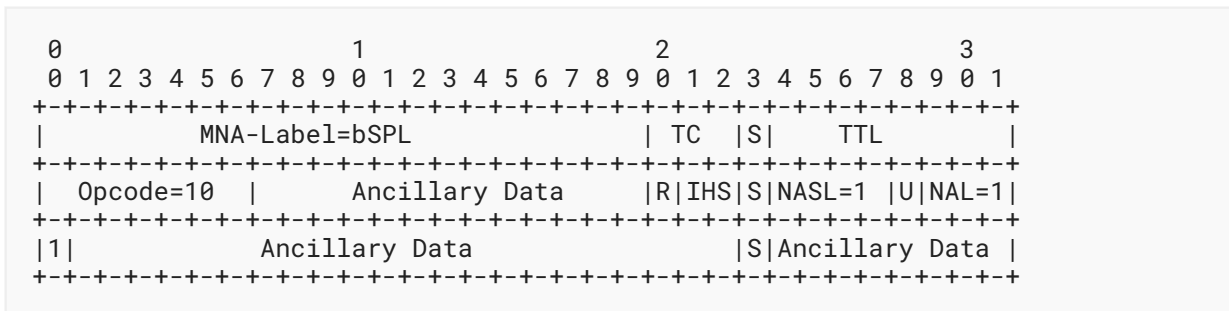 0                   1                   2                   3
 0 1 2 3 4 5 6 7 8 9 0 1 2 3 4 5 6 7 8 9 0 1 2 3 4 5 6 7 8 9 0 1
+-+-+-+-+-+-+-+-+-+-+-+-+-+-+-+-+-+-+-+-+-+-+-+-+-+-+-+-+-+-+-+-+
|          MNA-Label=bSPL               | TC  |S|    TTL        |
+-+-+-+-+-+-+-+-+-+-+-+-+-+-+-+-+-+-+-+-+-+-+-+-+-+-+-+-+-+-+-+-+
|  Opcode=10  |      Ancillary Data     |R|IHS|S|NASL=1 |U|NAL=1|
+-+-+-+-+-+-+-+-+-+-+-+-+-+-+-+-+-+-+-+-+-+-+-+-+-+-+-+-+-+-+-+-+
|1|            Ancillary Data                 |S|Ancillary Data |
+-+-+-+-+-+-+-+-+-+-+-+-+-+-+-+-+-+-+-+-+-+-+-+-+-+-+-+-+-+-+-+-+